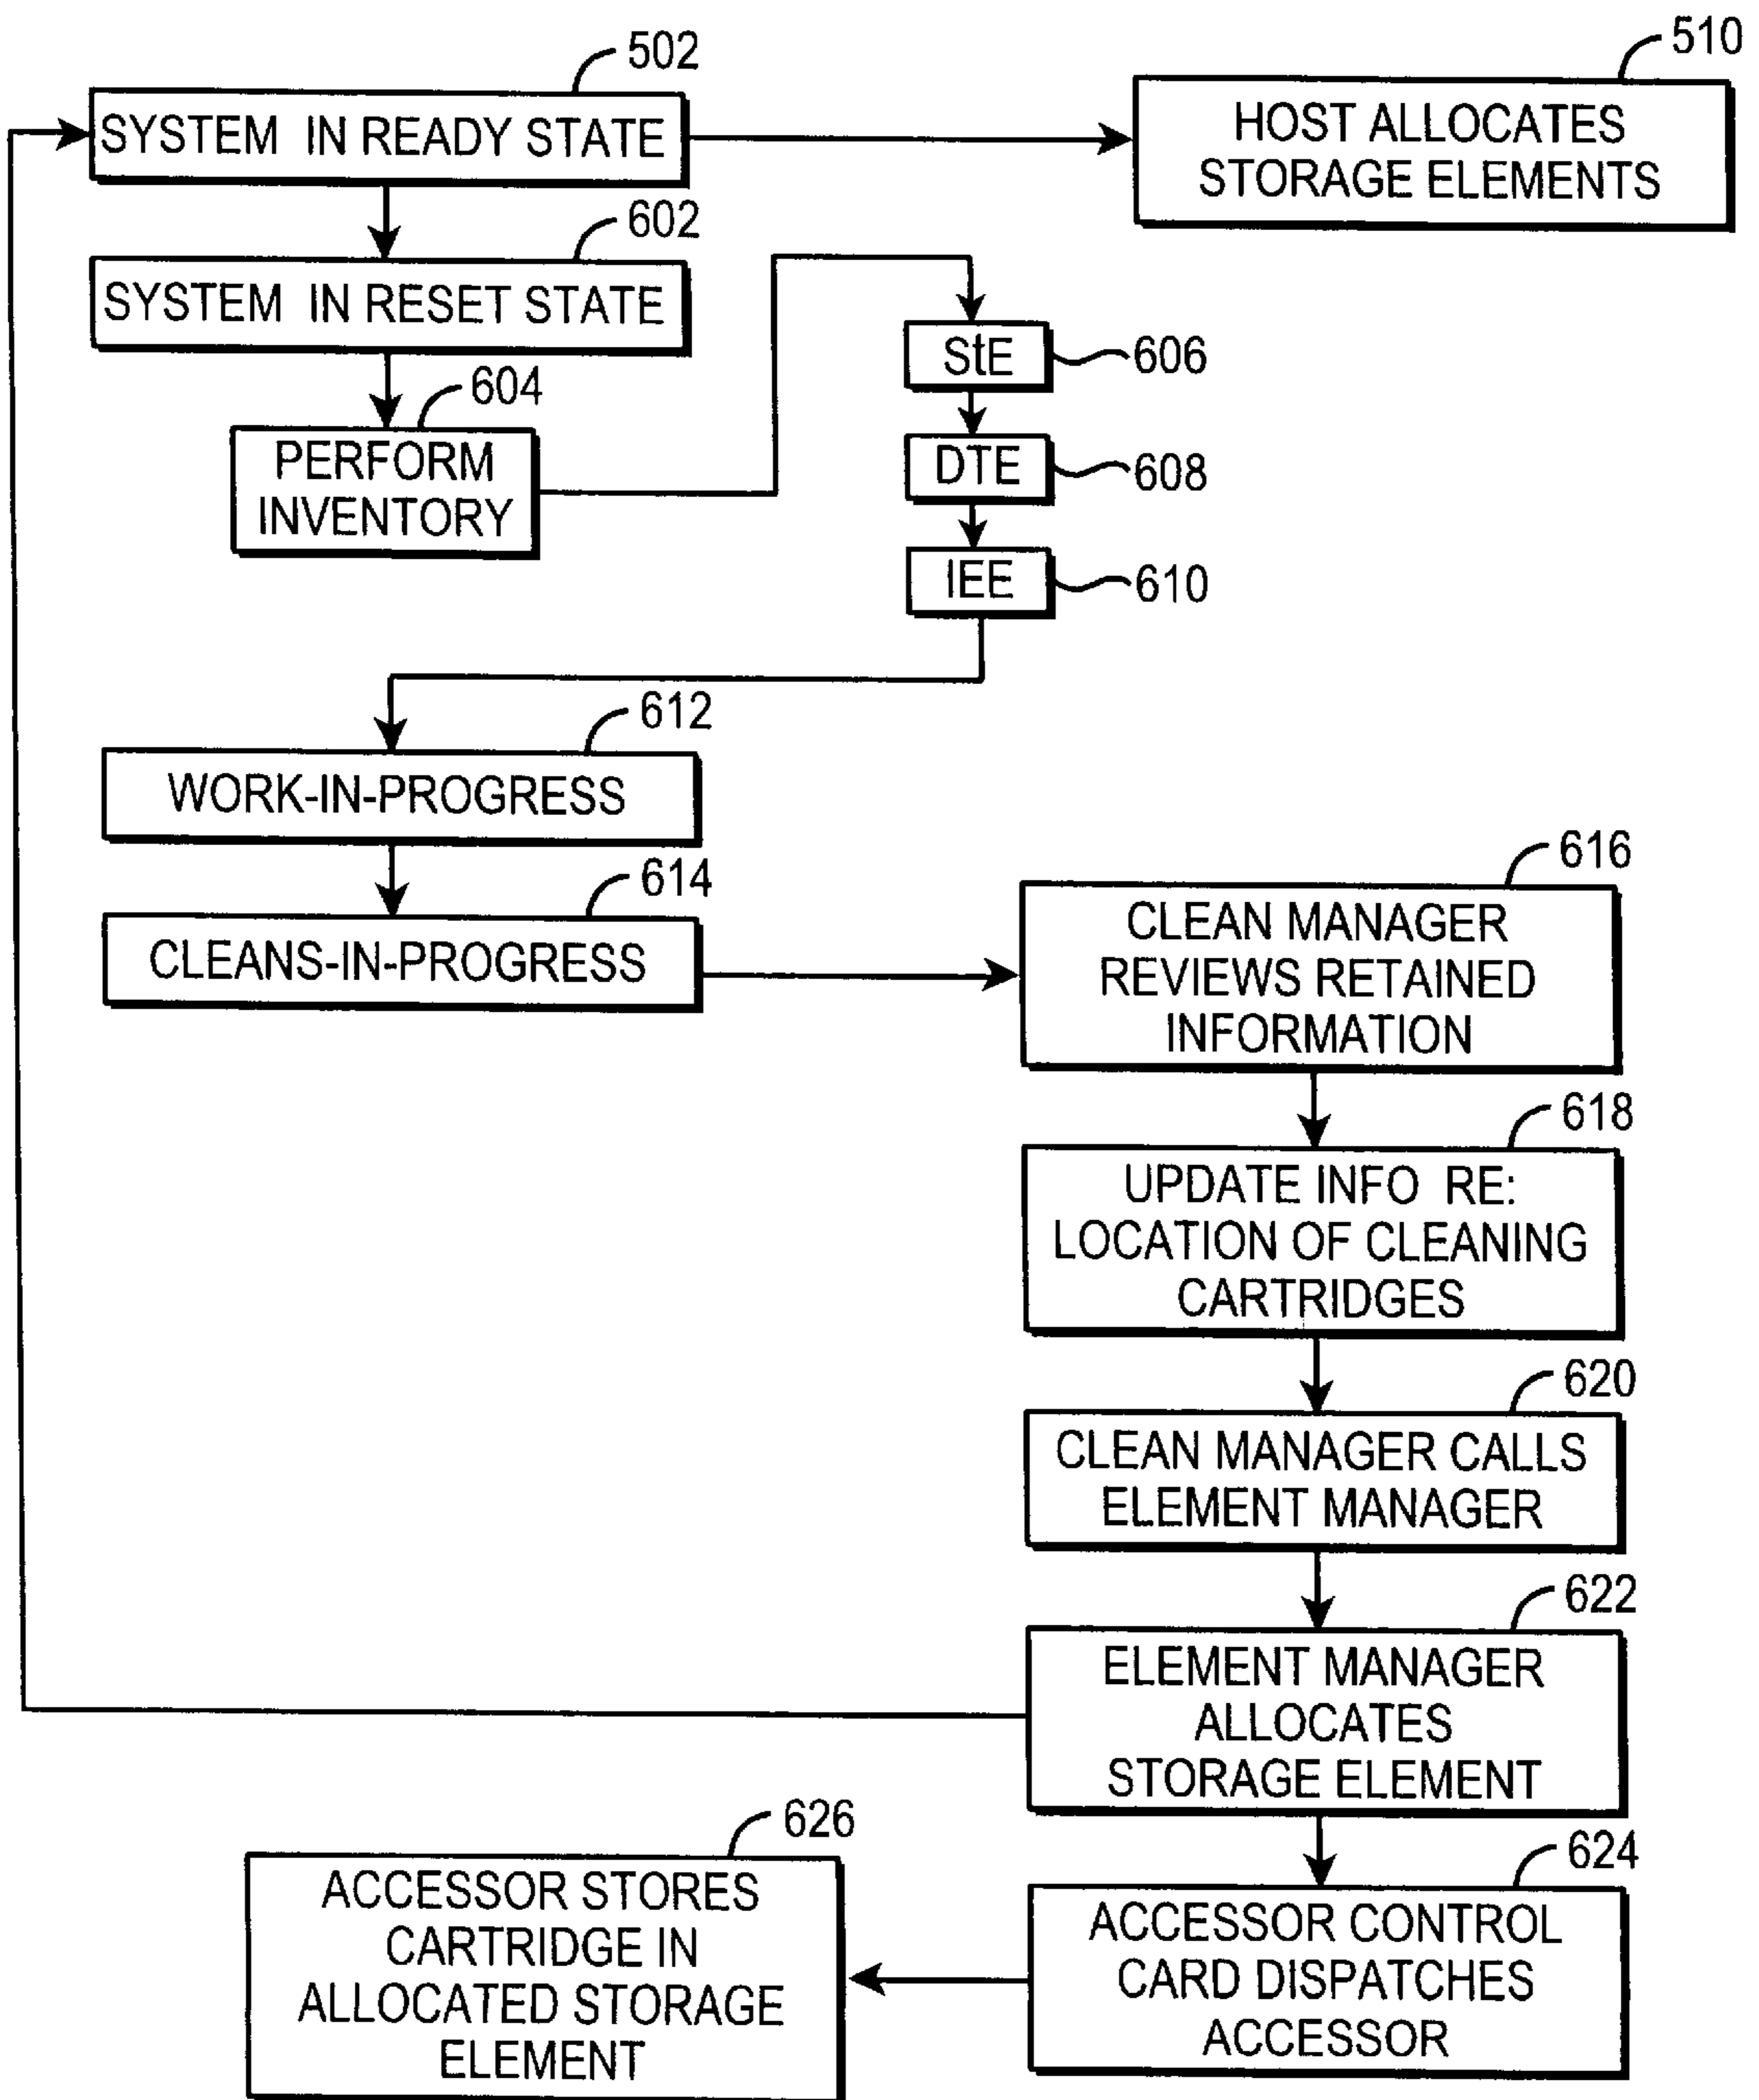 502
510
SYSTEM IN READY STATE
HOST ALLOCATES
STORAGE ELEMENTS
602
SYSTEM IN RESET STATE
604
PERFORM
INVENTORY
StE
606
DTE
608
IEE
610
612
WORK-IN-PROGRESS
614
CLEANS-IN-PROGRESS
616
CLEAN MANAGER
REVIEWS RETAINED
INFORMATION
618
UPDATE INFO RE:
LOCATION OF CLEANING
CARTRIDGES
620
CLEAN MANAGER CALLS
ELEMENT MANAGER
622
ELEMENT MANAGER
ALLOCATES
STORAGE ELEMENT
624
ACCESSOR CONTROL
CARD DISPATCHES
ACCESSOR
626
ACCESSOR STORES
CARTRIDGE IN
ALLOCATED STORAGE
ELEMENT